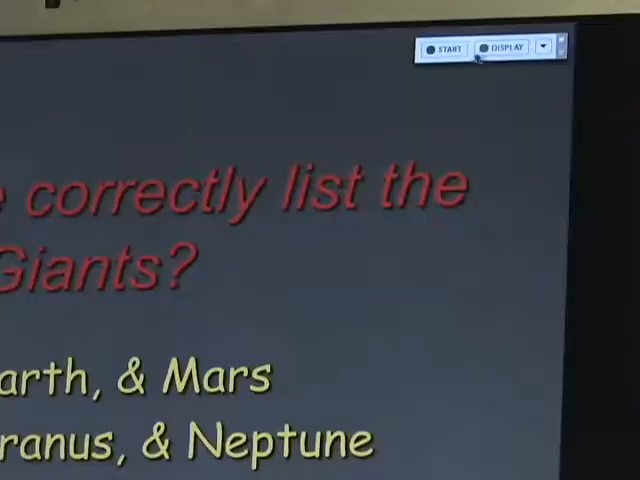 START DISPLAY
correctly list the
Giants?
arth, & Mars
ranus, & Neptune